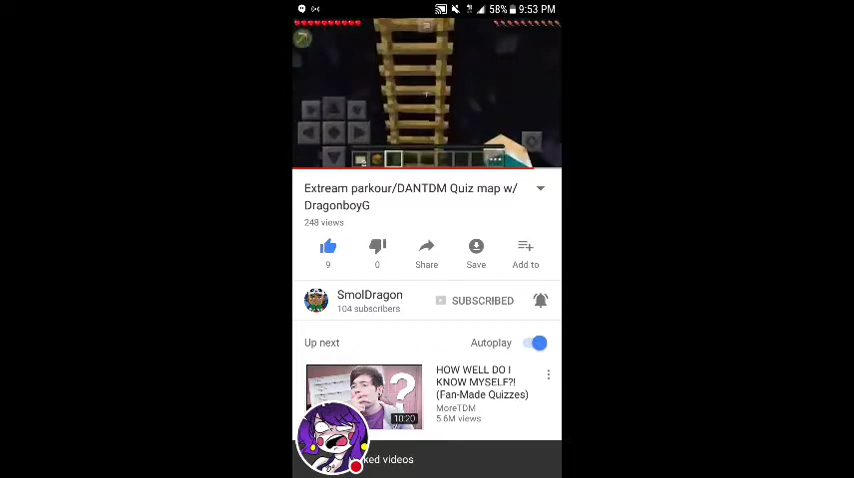 58% 9:53 PM
Extream parkour/DANTDM Quiz map w/
DragonboyG
248 views
9
0
Share
Save
Add to
SmolDragon
SUBSCRIBED
104 subscribers
Up next
Autoplay
HOW WELL DO I
KNOW MYSELF?!
(Fan-Made Quizzes)
MoreTDM
5.6M views
10:20
ked videos